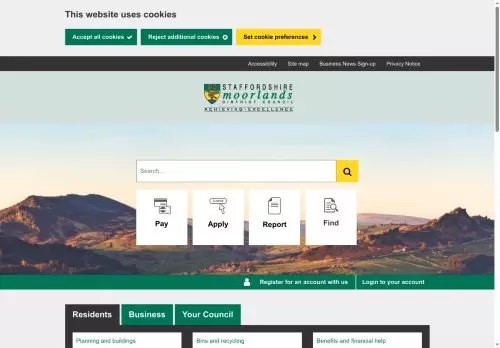 This website uses cookies
Accept all cookies
Reject additional cookies
Set cookie preferences
Accessibility
Site map
Business News Sign-up
Privacy Notice
STAFFORDSHIRE
moorlands
DISTRICT COUNCIL
ACHIEVING·EXCELLENCE
Search...
Pay
Apply
Report
Find
Register for an account with us
Login to your account
Residents
Business
Your Council
Planning and buildings
Bins and recycling
Benefits and financial help